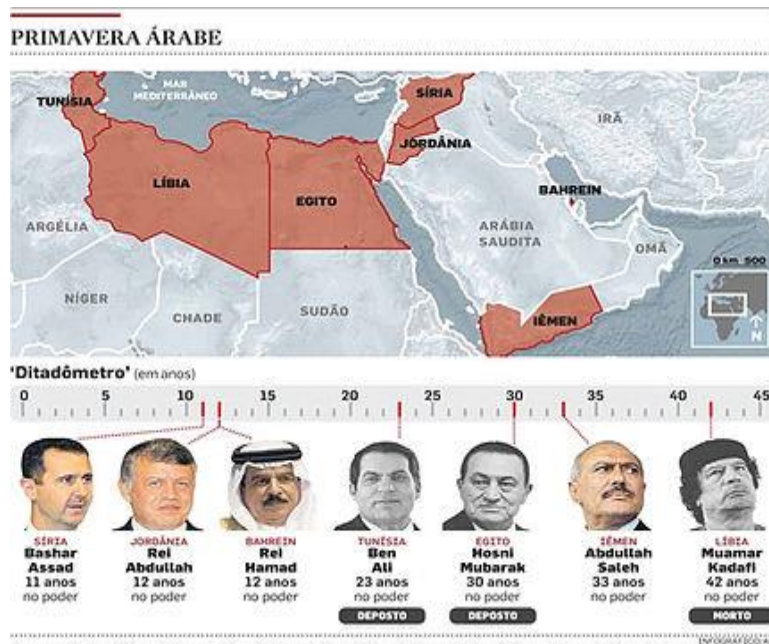 PRIMAVERA ÁRABE
MAR
MEDITERRÂNEO
TUNÍSIA
SÍRIA
IRÃ
JORDÂNIA
LÍBIA
EGITO
BAHREIN
ARGÉLIA
ARÁBIA
SAUDITA
OMÃ
0 km 500
NÍGER
CHADE
SUDÃO
IÊMEN
N
'Ditadômetro' (em anos)
0 5 10 15 20 25 30 35 40 45
SÍRIA
Bashar
Assad
11 anos
no poder
JORDÂNIA
Rei
Abdullah
12 anos
no poder
BAHREIN
Rei
Hamad
12 anos
no poder
TUNÍSIA
Ben
Ali
23 anos
no poder
DEPOSTO
EGITO
Hosni
Mubarak
30 anos
no poder
DEPOSTO
IÊMEN
Abdullah
Saleh
33 anos
no poder
LÍBIA
Muamar
Kadafi
42 anos
no poder
MORTO